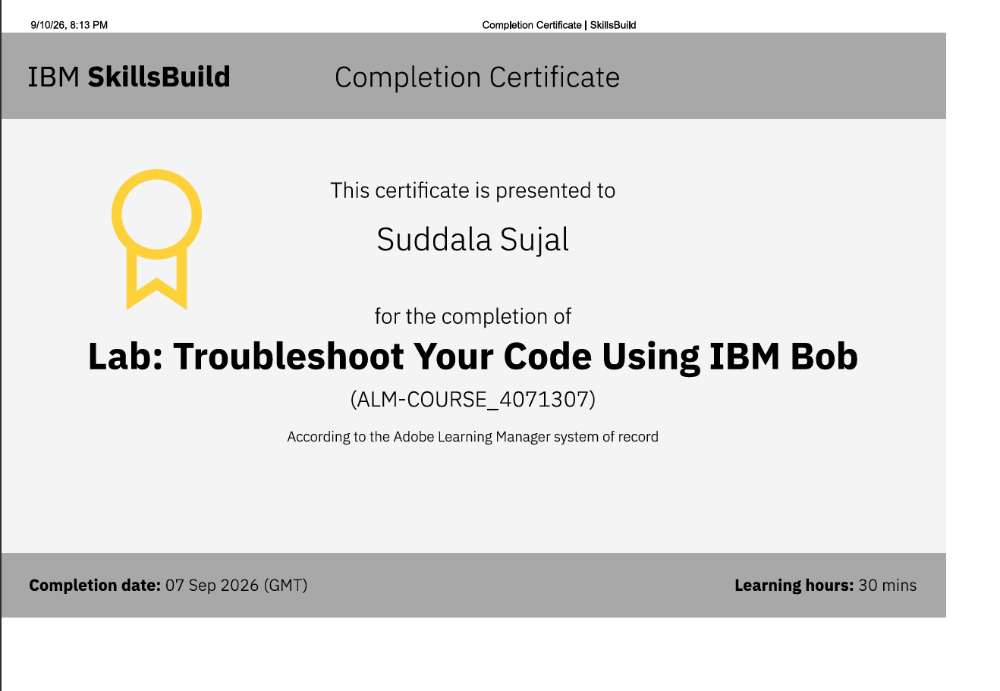 9/10/26, 8:13 PM
Completion Certificate | SkillsBuild
IBM SkillsBuild
Completion Certificate
This certificate is presented to
Suddala Sujal
for the completion of
Lab: Troubleshoot Your Code Using IBM Bob
(ALM-COURSE_4071307)
According to the Adobe Learning Manager system of record
Completion date: 07 Sep 2026 (GMT)
Learning hours: 30 mins